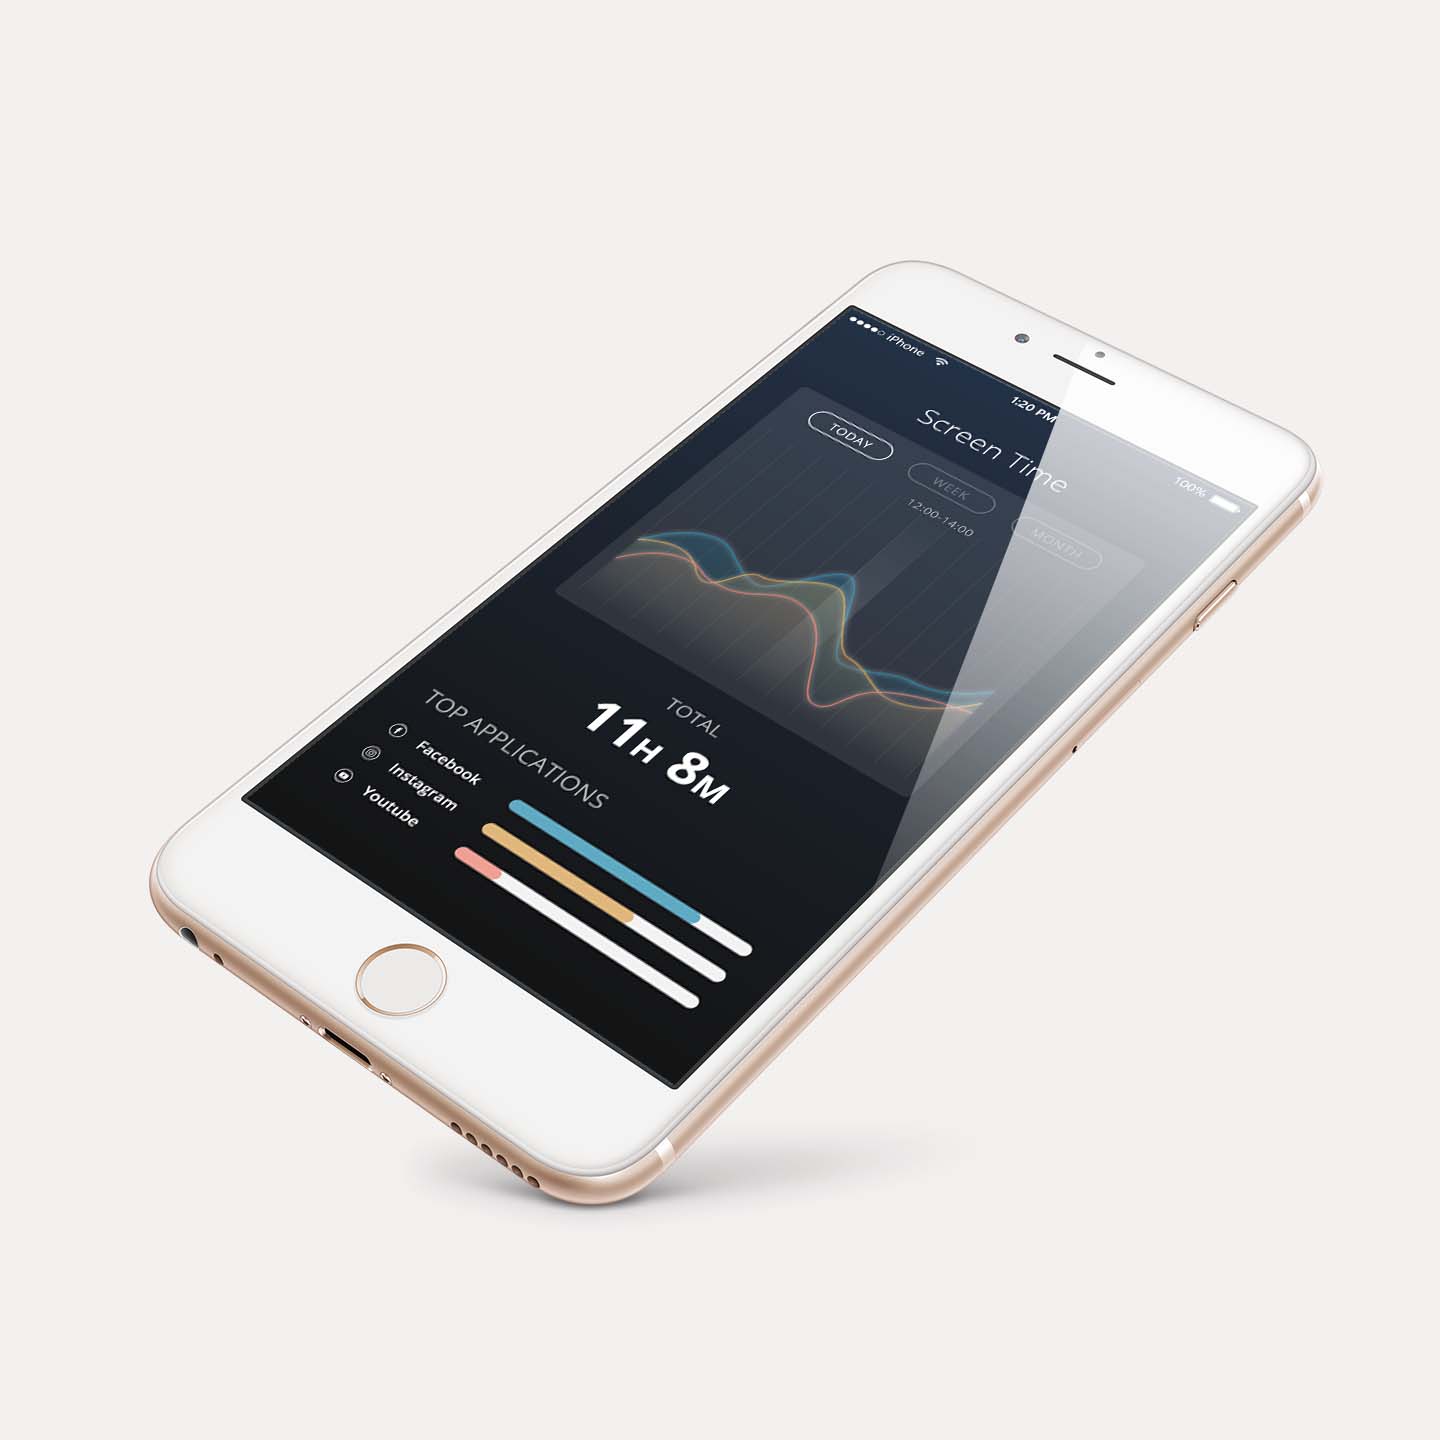 iPhone
1:20 PM
100%
Screen Time
TODAY
WEEK
MONTH
12:00-14:00
TOTAL
11H 8M
TOP APPLICATIONS
Facebook
Instagram
Youtube